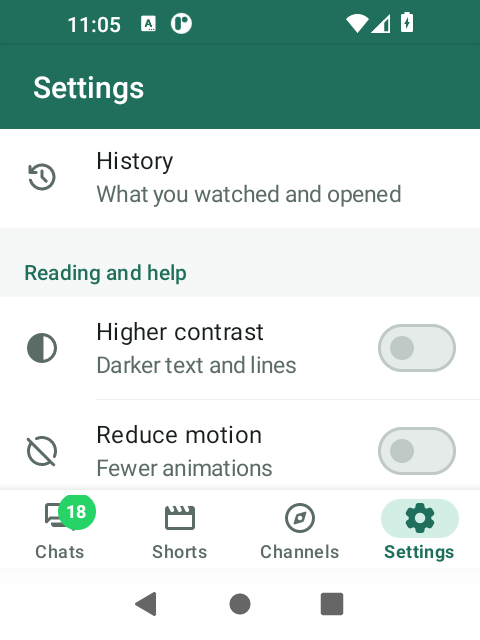 11:05
Settings
History
What you watched and opened
Reading and help
Higher contrast
Darker text and lines
Reduce motion
Fewer animations
18
Chats
Shorts
Channels
Settings